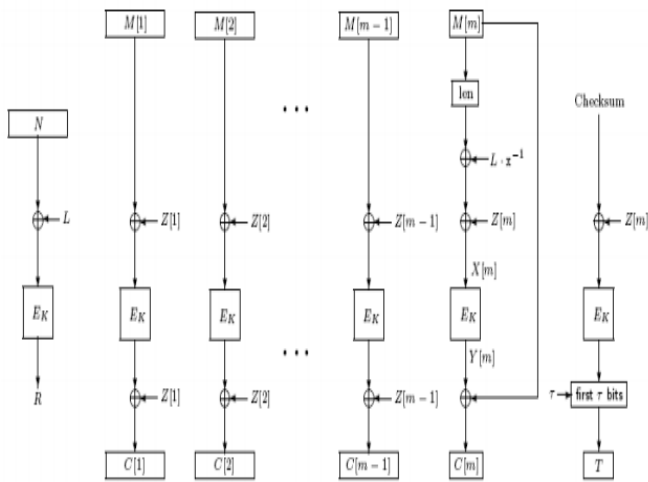 M[1] M[2] M[m−1] M[m]
len
Checksum
N
L · x⁻¹
L Z[1] Z[2] Z[m−1] Z[m] Z[m]
X[m]
E_K E_K E_K E_K E_K E_K
Y[m]
R Z[1] Z[2] Z[m−1] τ first τ bits
C[1] C[2] C[m−1] C[m] T